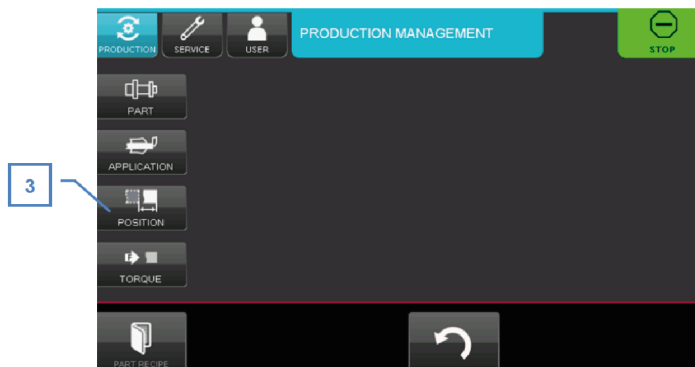 PRODUCTION
SERVICE
USER
PRODUCTION MANAGEMENT
STOP
PART
APPLICATION
3
POSITION
TORQUE
PART RECIPE